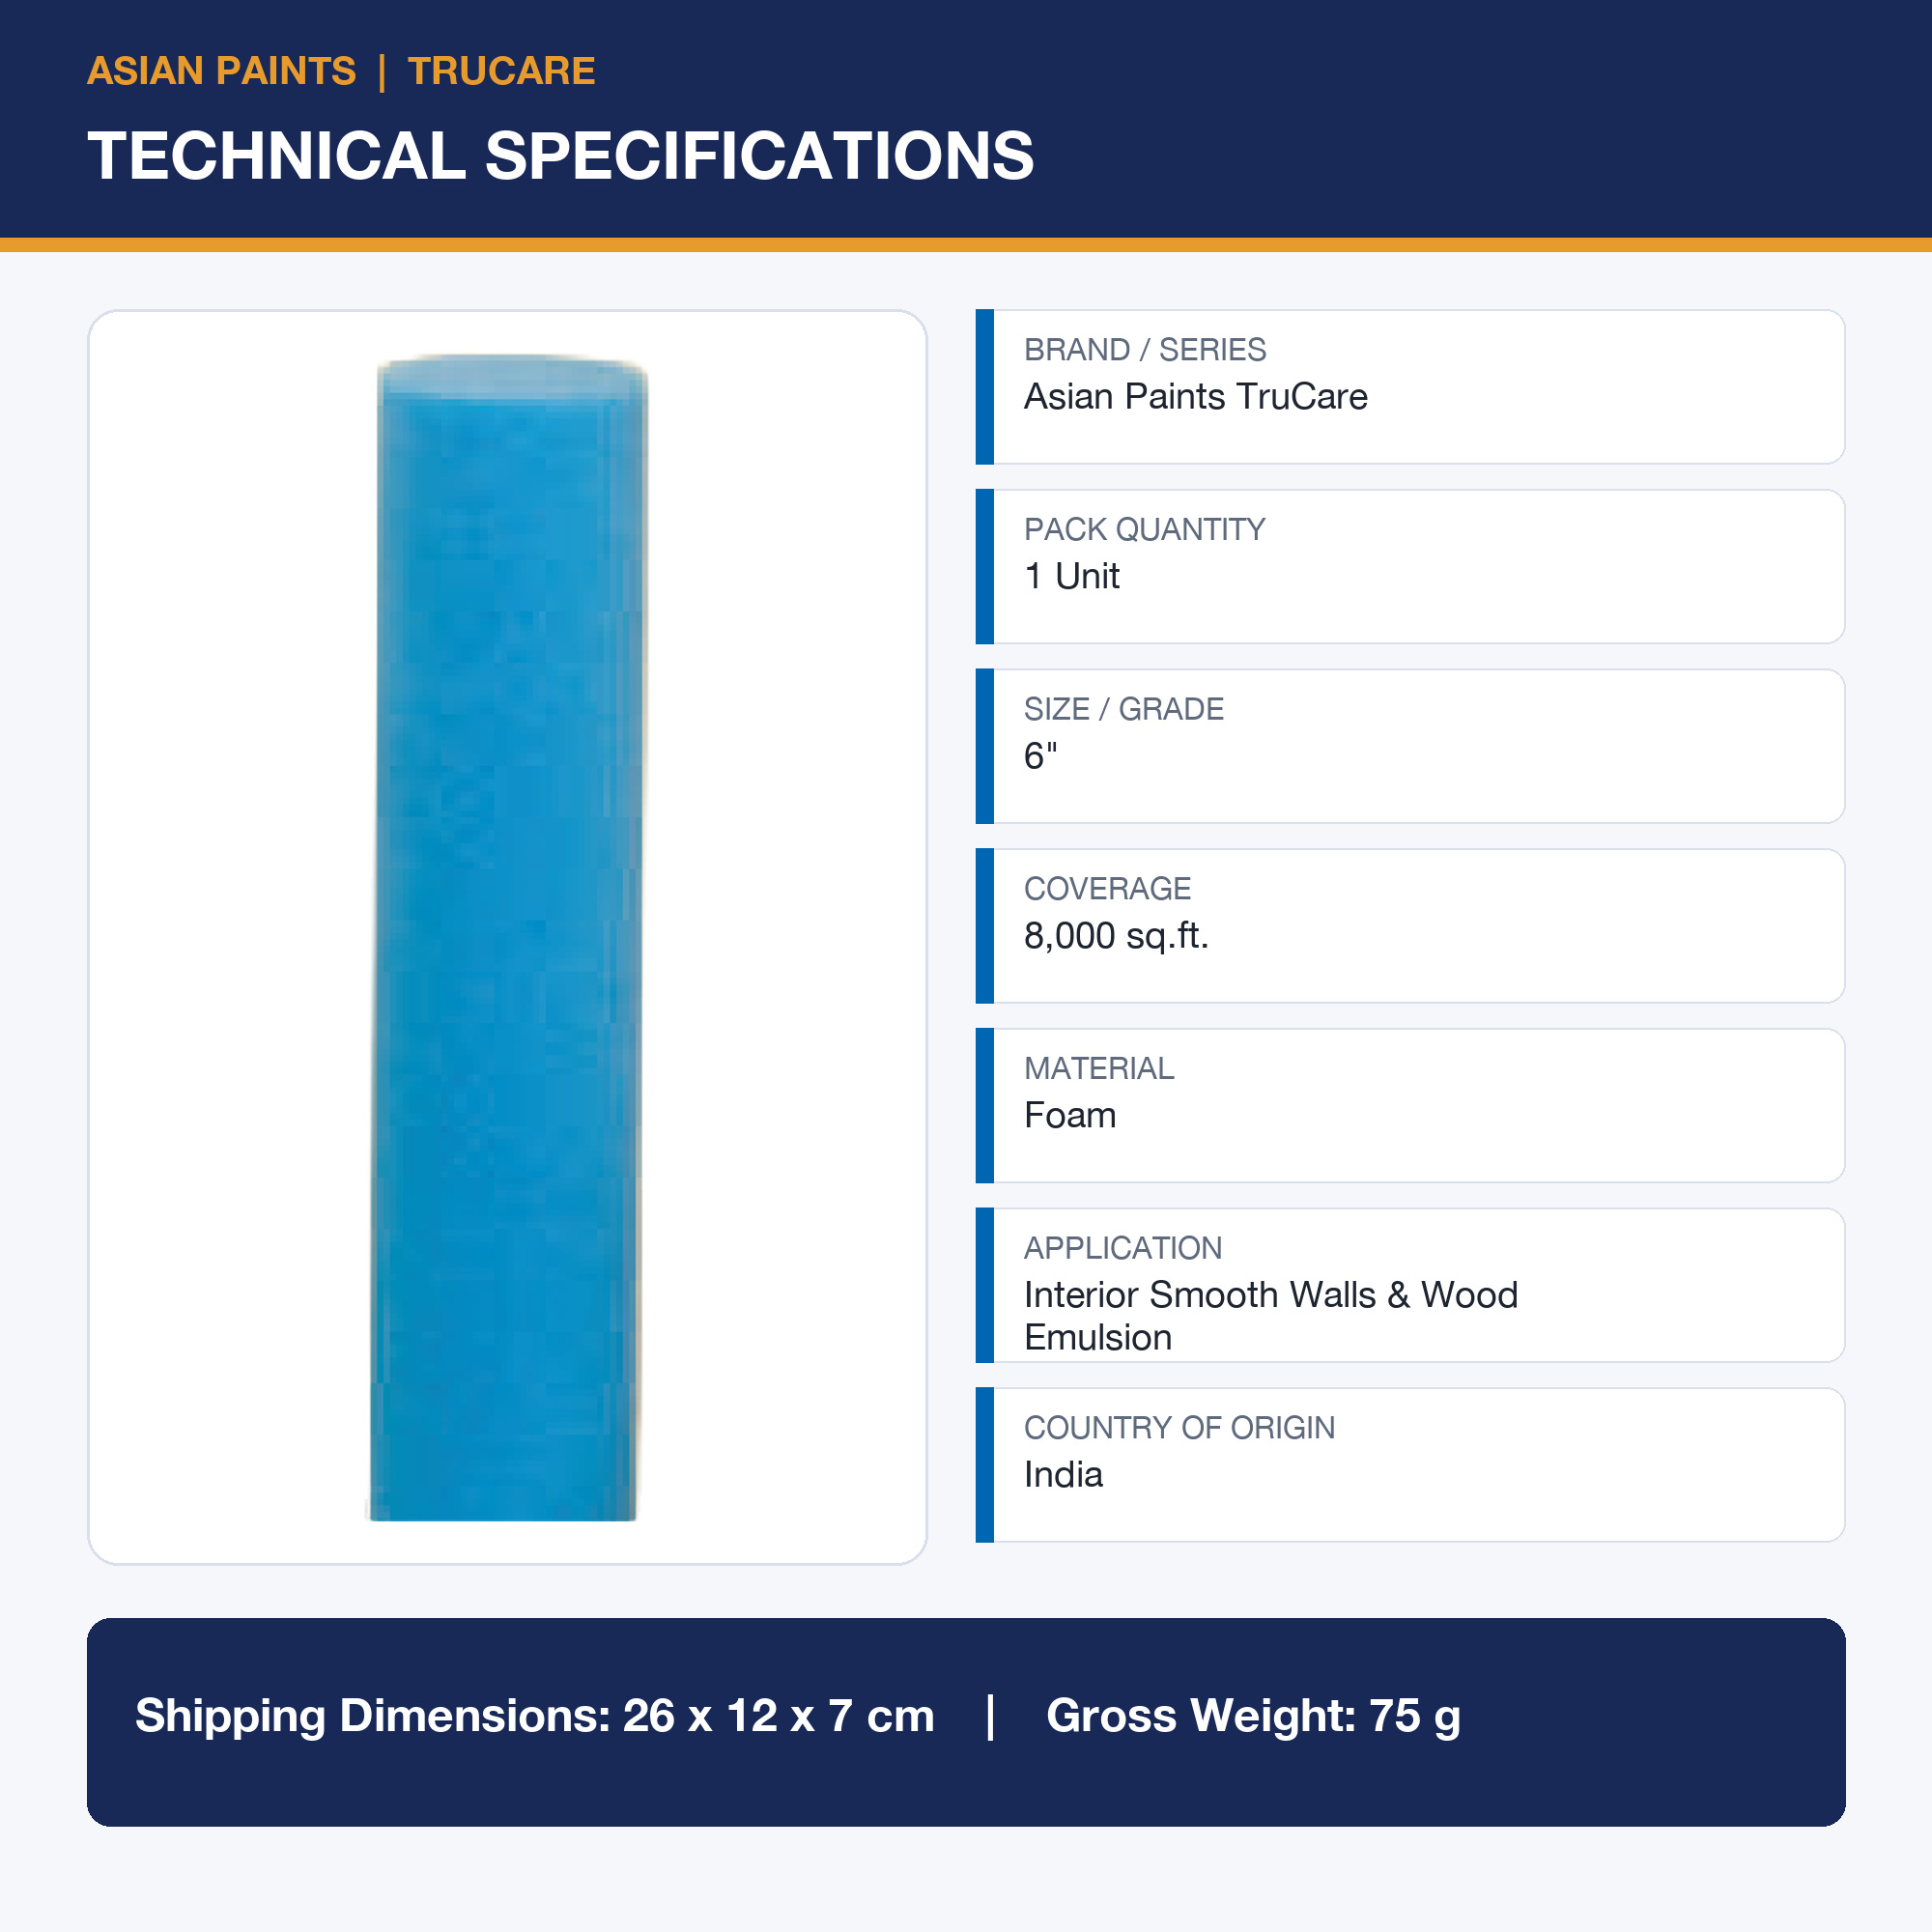 ASIAN PAINTS | TRUCARE
TECHNICAL SPECIFICATIONS
BRAND / SERIES
Asian Paints TruCare
PACK QUANTITY
1 Unit
SIZE / GRADE
6"
COVERAGE
8,000 sq.ft.
MATERIAL
Foam
APPLICATION
Interior Smooth Walls & Wood
Emulsion
COUNTRY OF ORIGIN
India
Shipping Dimensions: 26 x 12 x 7 cm | Gross Weight: 75 g